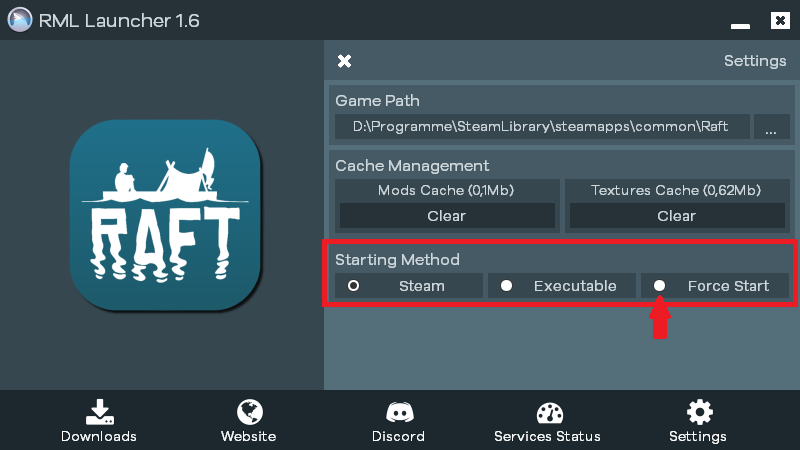 RML Launcher 1.6
Settings
Game Path
D:\Programme\SteamLibrary\steamapps\common\Raft
...
Cache Management
Mods Cache (0,1Mb)
Textures Cache (0,62Mb)
Clear
Clear
RAFT
Starting Method
Steam
Executable
Force Start
Downloads
Website
Discord
Services Status
Settings